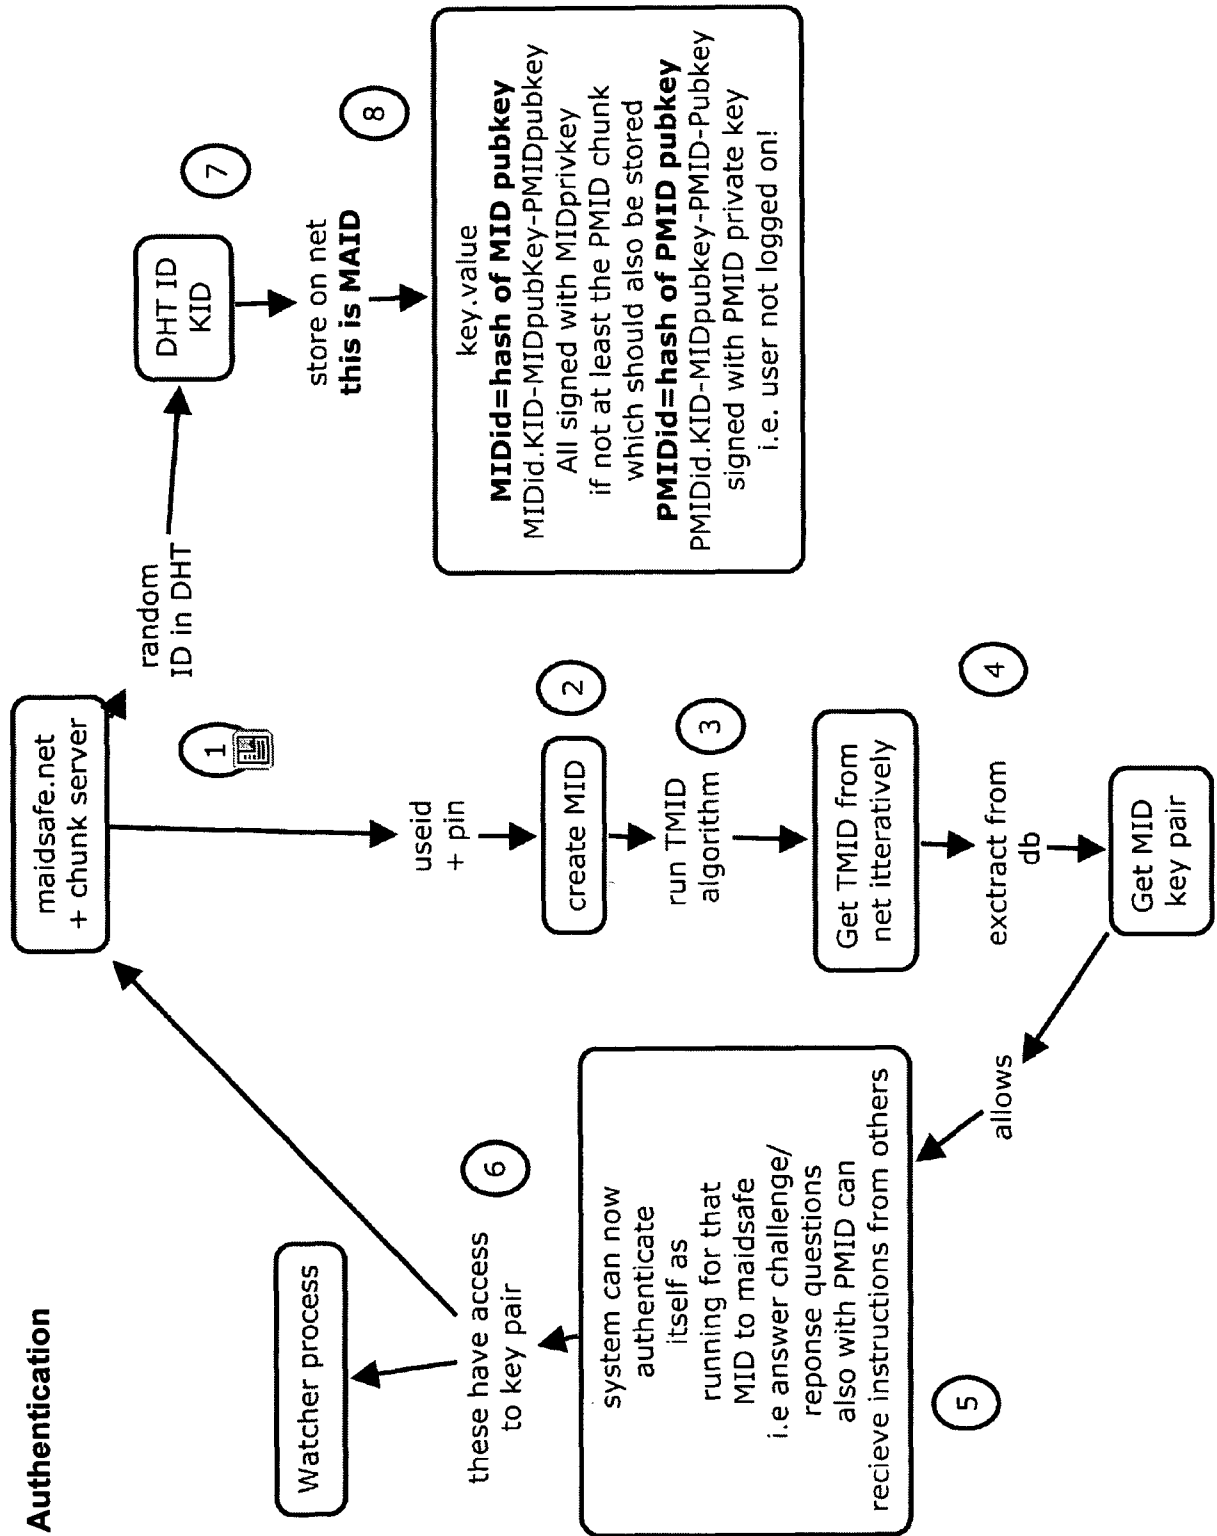 Authentication
maidsafe.net
+ chunk server
1
useid
+ pin
2
create MID
3
run TMID
algorithm
Get TMID from
net itteratively
4
exctract from
db
Get MID
key pair
allows
5
system can now
authenticate
itself as
running for that
MID to maidsafe
i.e answer challenge/
reponse questions
also with PMID can
recieve instructions from others
6
these have access
to key pair
Watcher process
random
ID in DHT
7
DHT ID
KID
store on net
this is MAID
8
key.value
MIDid=hash of MID pubkey
MIDid.KID-MIDpubKey-PMIDpubkey
All signed with MIDprivkey
if not at least the PMID chunk
which should also be stored
PMIDid=hash of PMID pubkey
PMIDid.KID-MIDpubkey-PMID-Pubkey
signed with PMID private key
i.e. user not logged on!